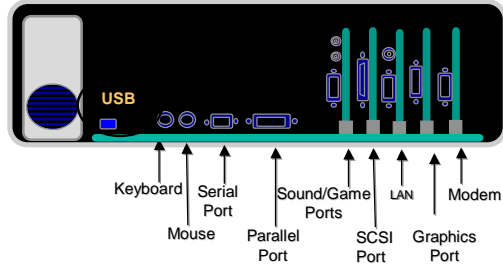 USB
Keyboard
Mouse
Serial
Port
Parallel
Port
Sound/Game
Ports
SCSI
Port
LAN
Graphics
Port
Modem